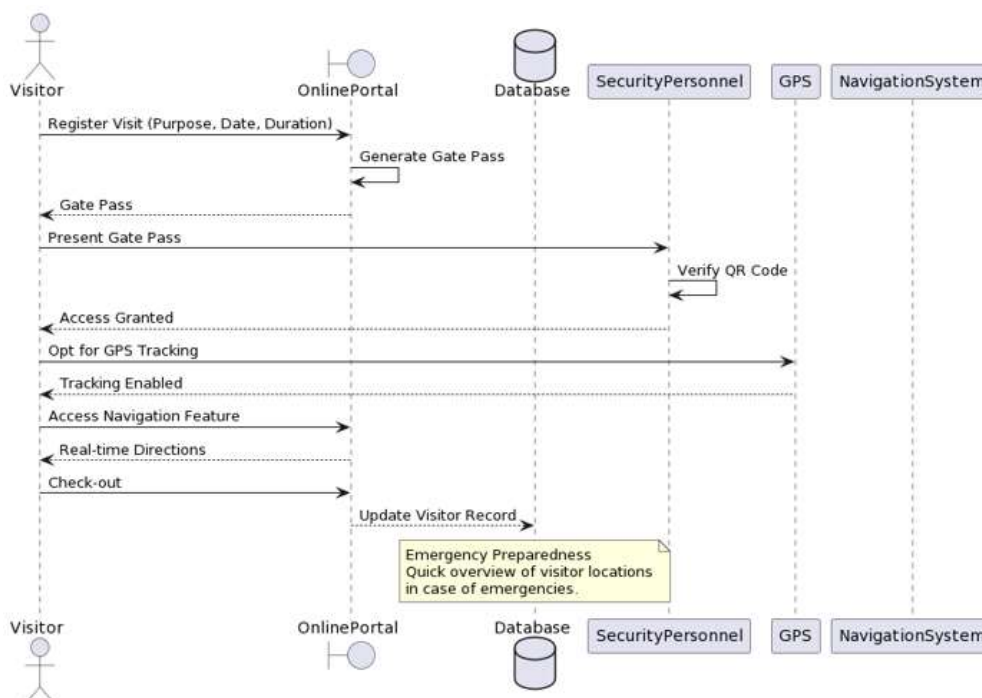 Visitor
OnlinePortal
Database
SecurityPersonnel
GPS
NavigationSystem
Register Visit (Purpose, Date, Duration)
Generate Gate Pass
Gate Pass
Present Gate Pass
Verify QR Code
Access Granted
Opt for GPS Tracking
Tracking Enabled
Access Navigation Feature
Real-time Directions
Check-out
Update Visitor Record
Emergency Preparedness
Quick overview of visitor locations
in case of emergencies.
Visitor
OnlinePortal
Database
SecurityPersonnel
GPS
NavigationSystem